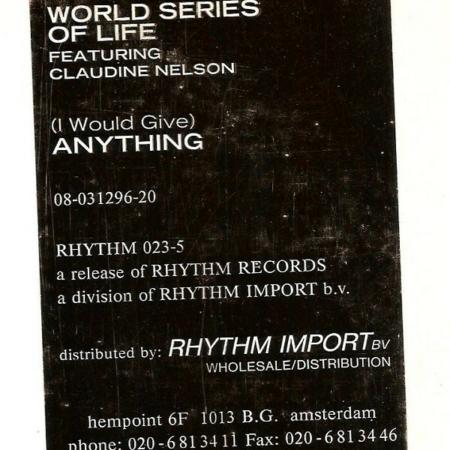 WORLD SERIES
OF LIFE
FEATURING
CLAUDINE NELSON
(I Would Give)
ANYTHING
08-031296-20
RHYTHM 023-5
a release of RHYTHM RECORDS
a division of RHYTHM IMPORT b.v.
distributed by: RHYTHM IMPORT BV
WHOLESALE/DISTRIBUTION
hempoint 6F 1013 B.G. amsterdam
phone: 020-6813411 Fax: 020-6813446